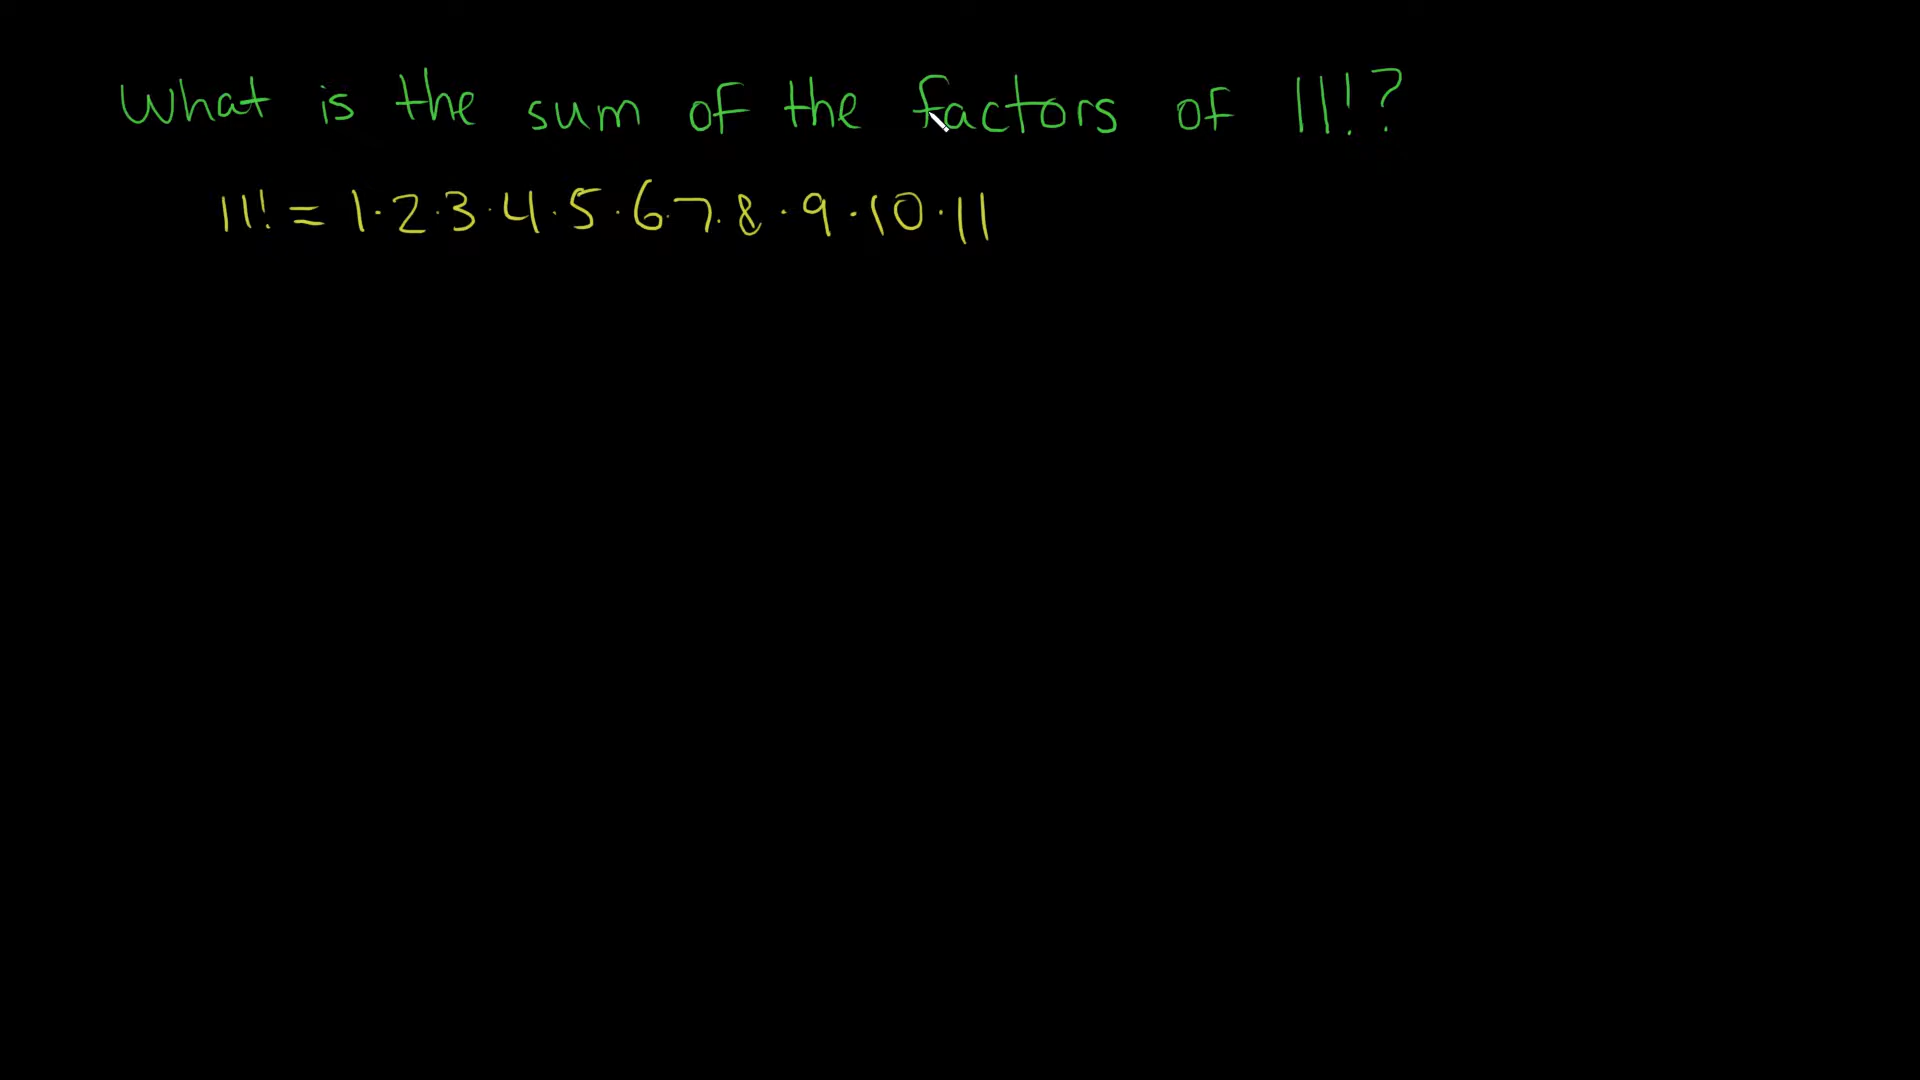 What is the sum of the factors of 11!?
11! = 1·2·3·4·5·6·7·8·9·10·11